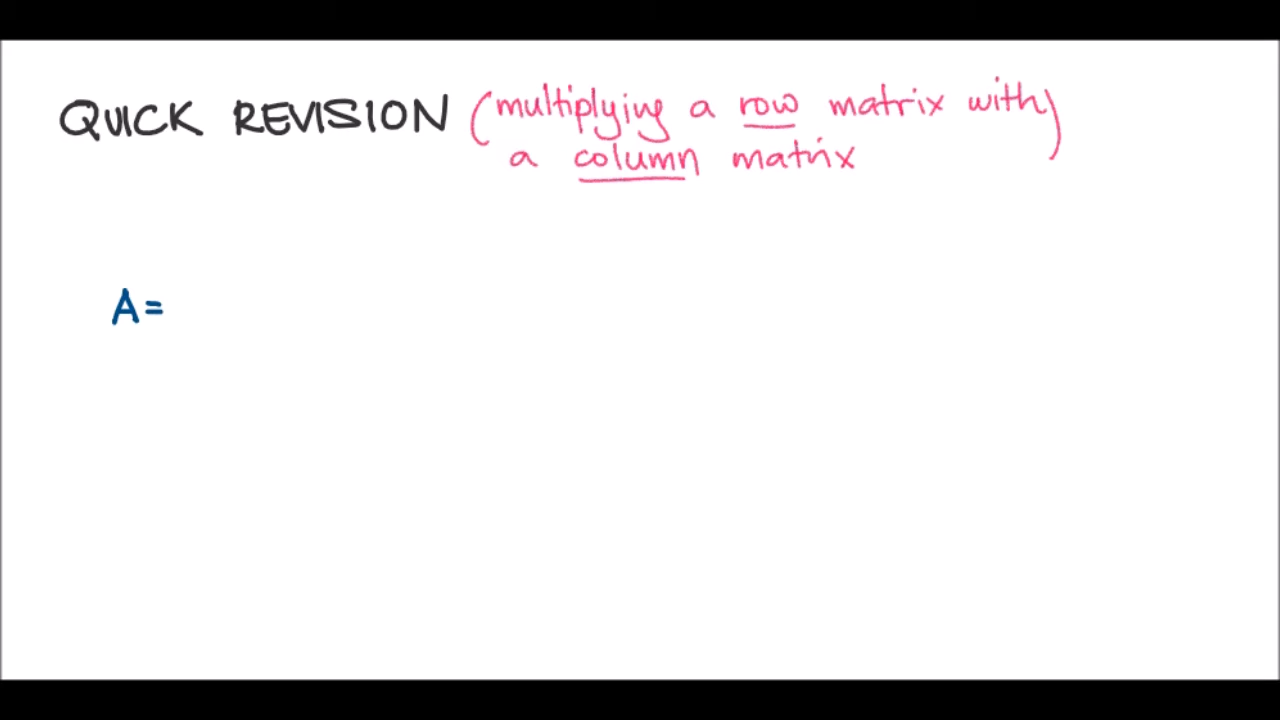 QUICK REVISION (multiplying a row matrix with)
a column matrix
A=